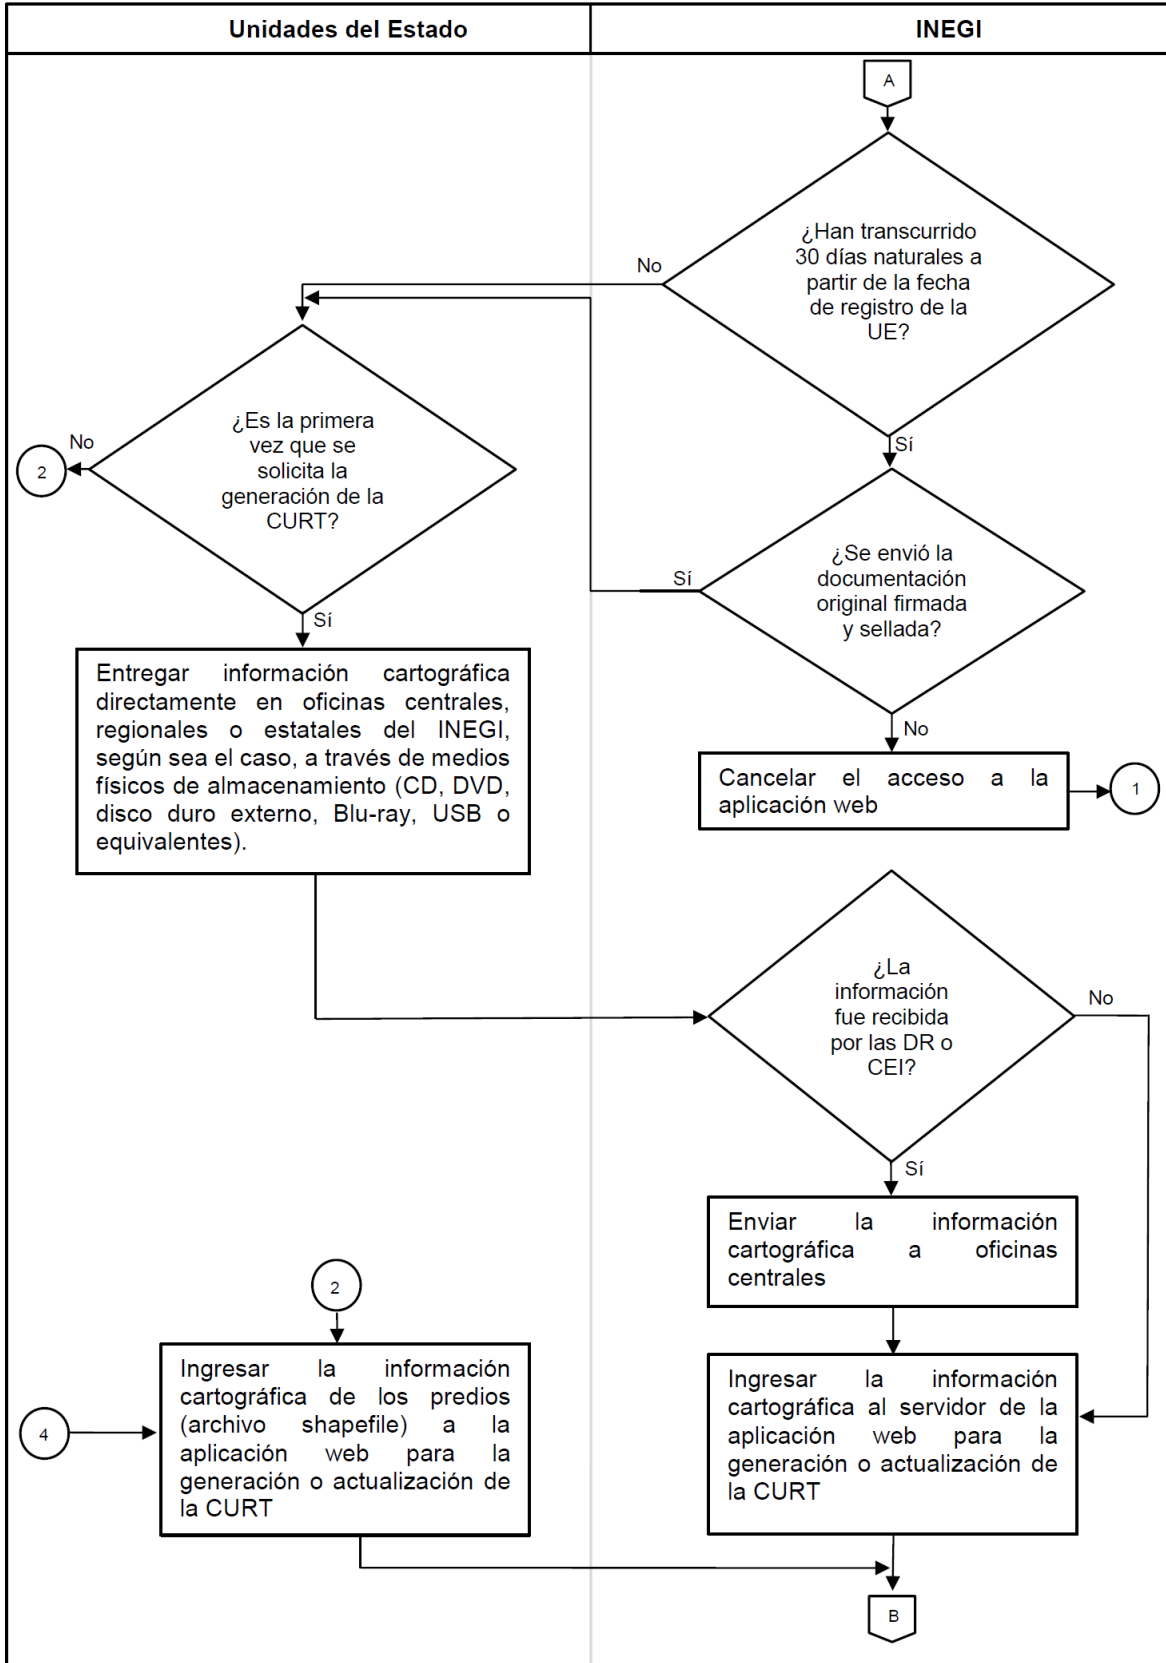 Unidades del Estado
INEGI
A
¿Han transcurrido
30 días naturales a
partir de la fecha
de registro de la
UE?
No
Sí
¿Es la primera
vez que se
solicita la
generación de la
CURT?
No
2
Sí
¿Se envió la
documentación
original firmada
y sellada?
Sí
No
Entregar información cartográfica
directamente en oficinas centrales,
regionales o estatales del INEGI,
según sea el caso, a través de medios
físicos de almacenamiento (CD, DVD,
disco duro externo, Blu-ray, USB o
equivalentes).
Cancelar el acceso a la
aplicación web
1
¿La
información
fue recibida
por las DR o
CEI?
No
Sí
Enviar la información
cartográfica a oficinas
centrales
2
Ingresar la información
cartográfica de los predios
(archivo shapefile) a la
aplicación web para la
generación o actualización de
la CURT
4
Ingresar la información
cartográfica al servidor de la
aplicación web para la
generación o actualización de
la CURT
B